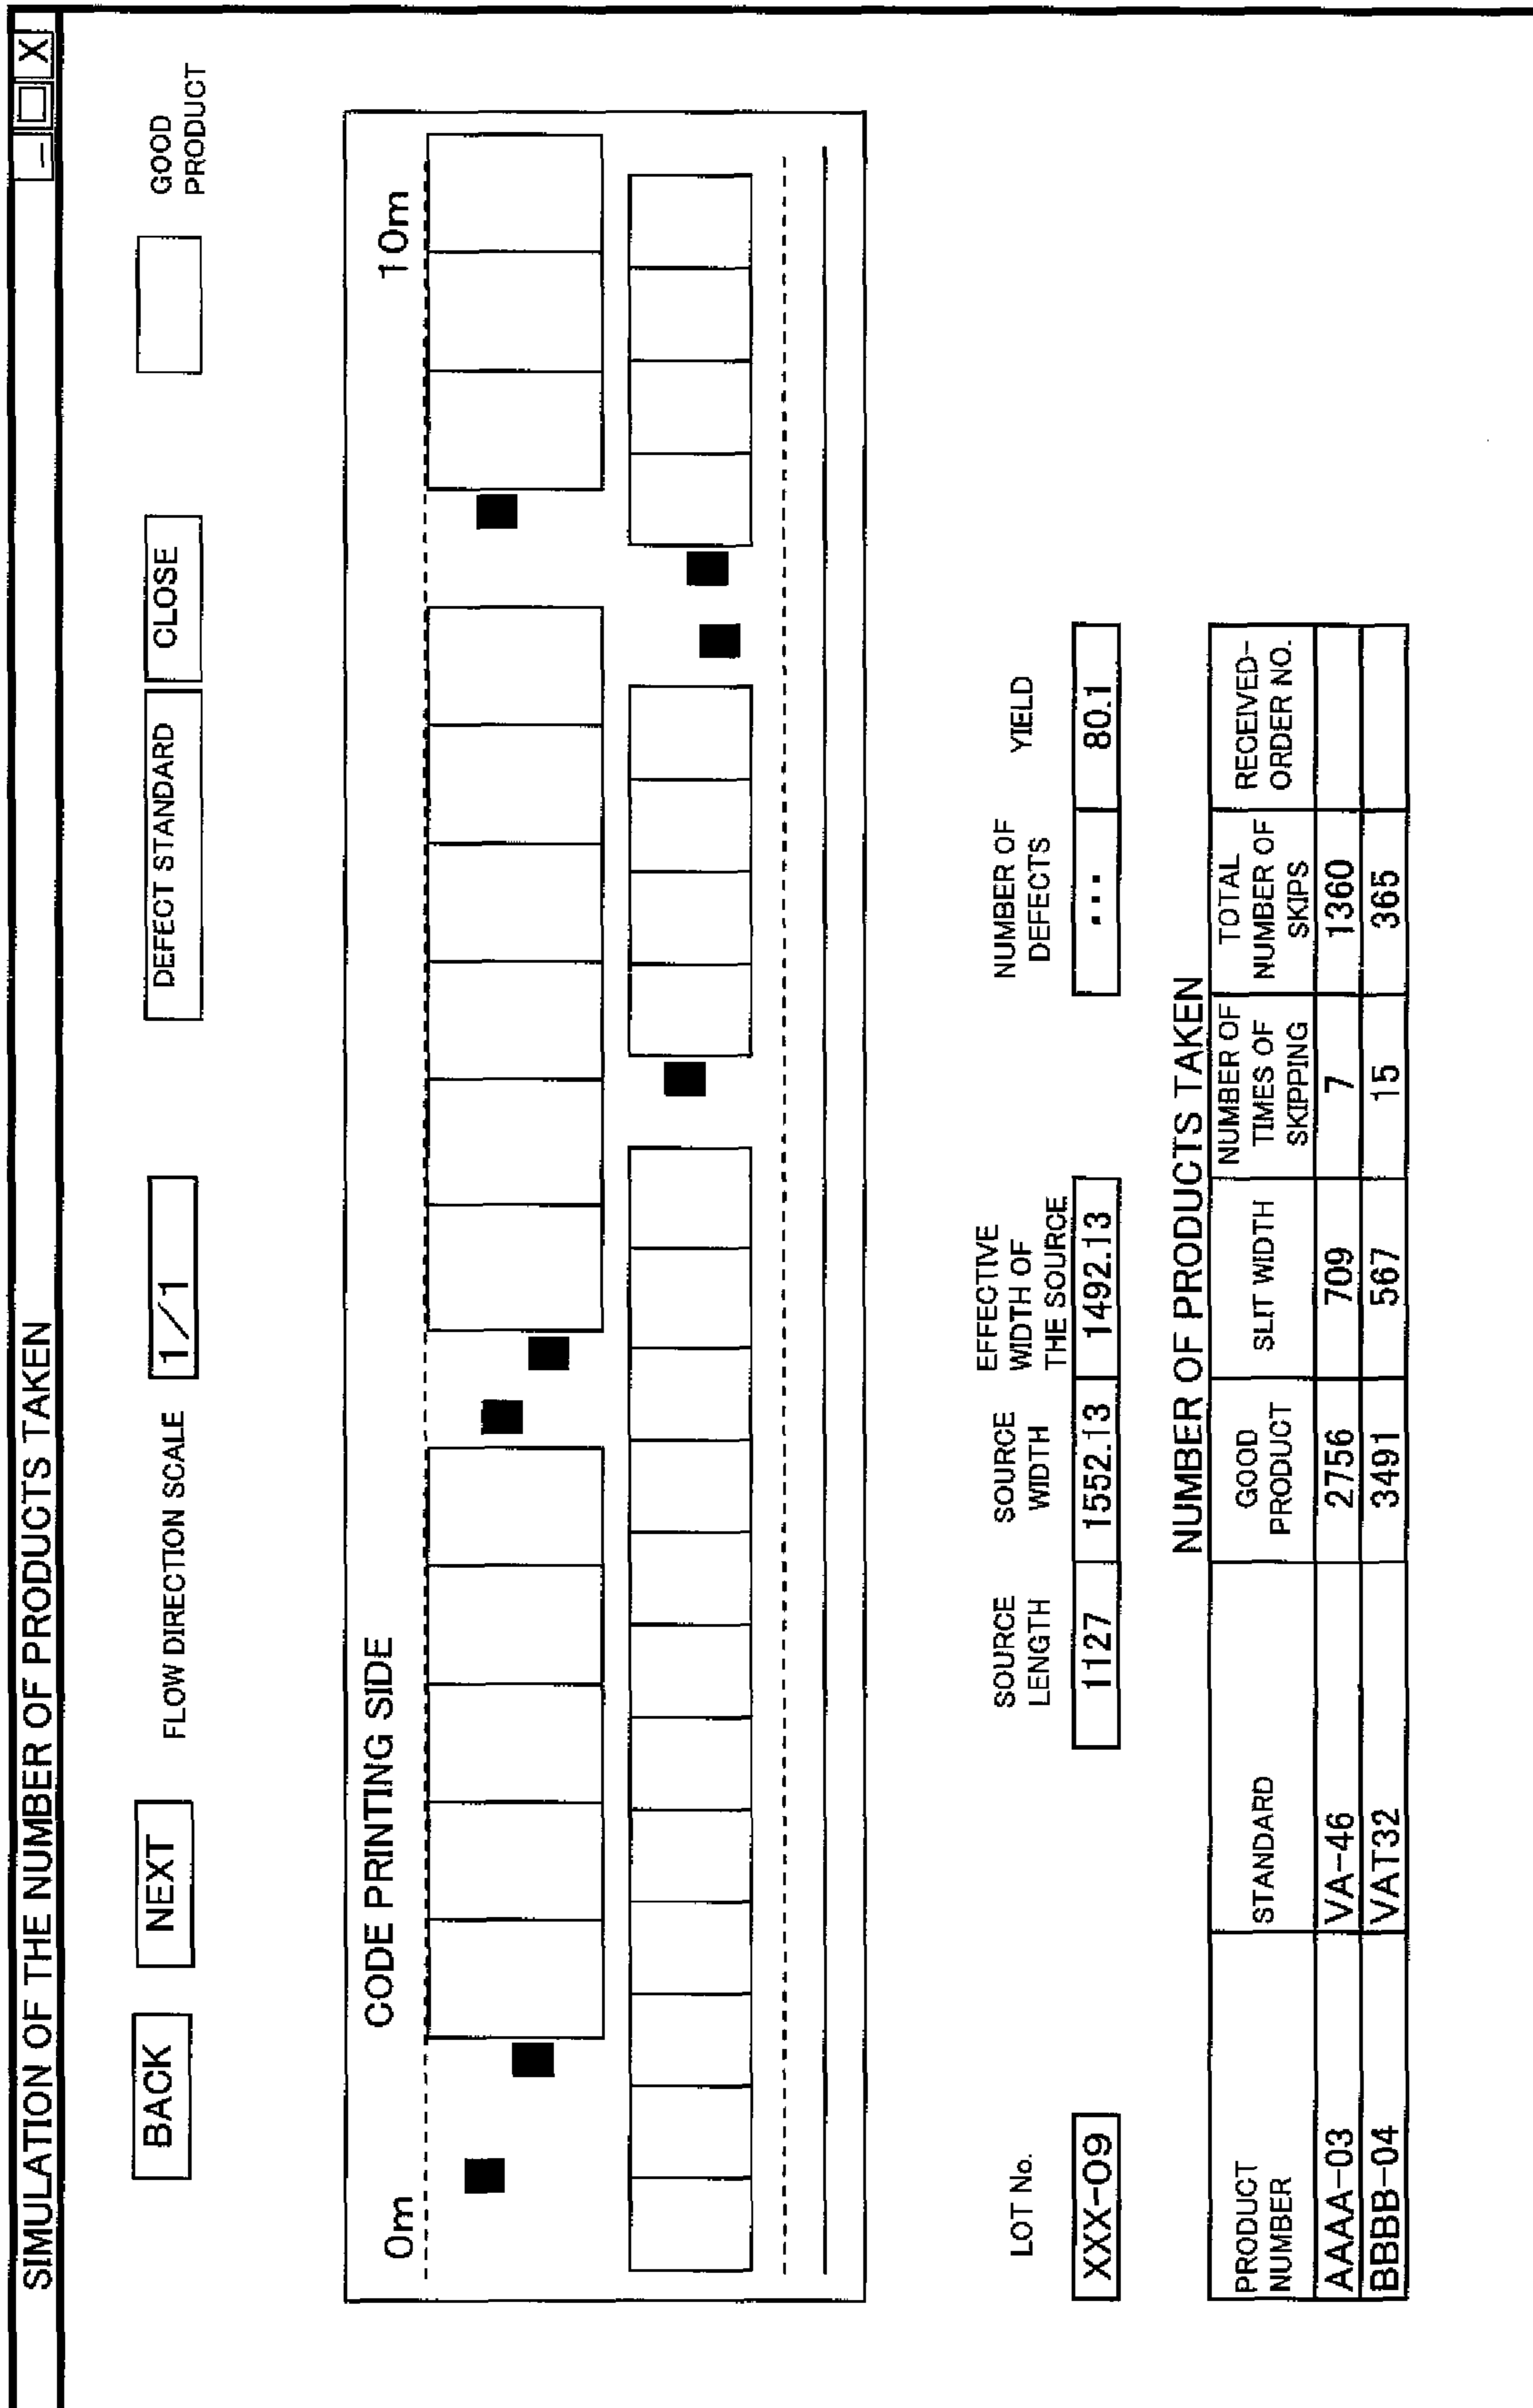 SIMULATION OF THE NUMBER OF PRODUCTS TAKEN
– □ X
BACK
NEXT
FLOW DIRECTION SCALE
1/1
DEFECT STANDARD
CLOSE
GOOD
PRODUCT
CODE PRINTING SIDE
0m
10m
LOT No.
XXX-09
SOURCE
LENGTH
1127
SOURCE
WIDTH
1552.13
EFFECTIVE
WIDTH OF
THE SOURCE
1492.13
NUMBER OF
DEFECTS
...
YIELD
80.1
NUMBER OF PRODUCTS TAKEN
PRODUCT
NUMBER
STANDARD
GOOD
PRODUCT
SLIT WIDTH
NUMBER OF
TIMES OF
SKIPPING
TOTAL
NUMBER OF
SKIPS
RECEIVED-
ORDER NO.
AAAA-03 VA-46 2756 709 7 1360
BBBB-04 VAT32 3491 567 15 365